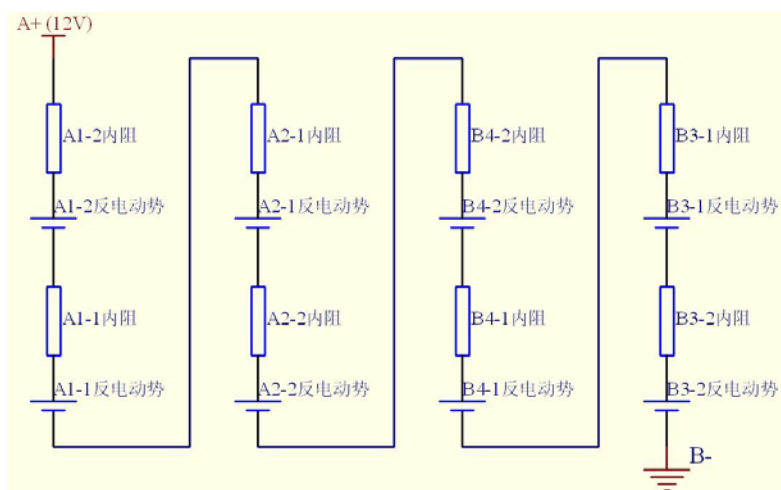 A+ (12V)
A1-2内阻
A2-1内阻
B4-2内阻
B3-1内阻
A1-2反电动势
A2-1反电动势
B4-2反电动势
B3-1反电动势
A1-1内阻
A2-2内阻
B4-1内阻
B3-2内阻
A1-1反电动势
A2-2反电动势
B4-1反电动势
B3-2反电动势
B-